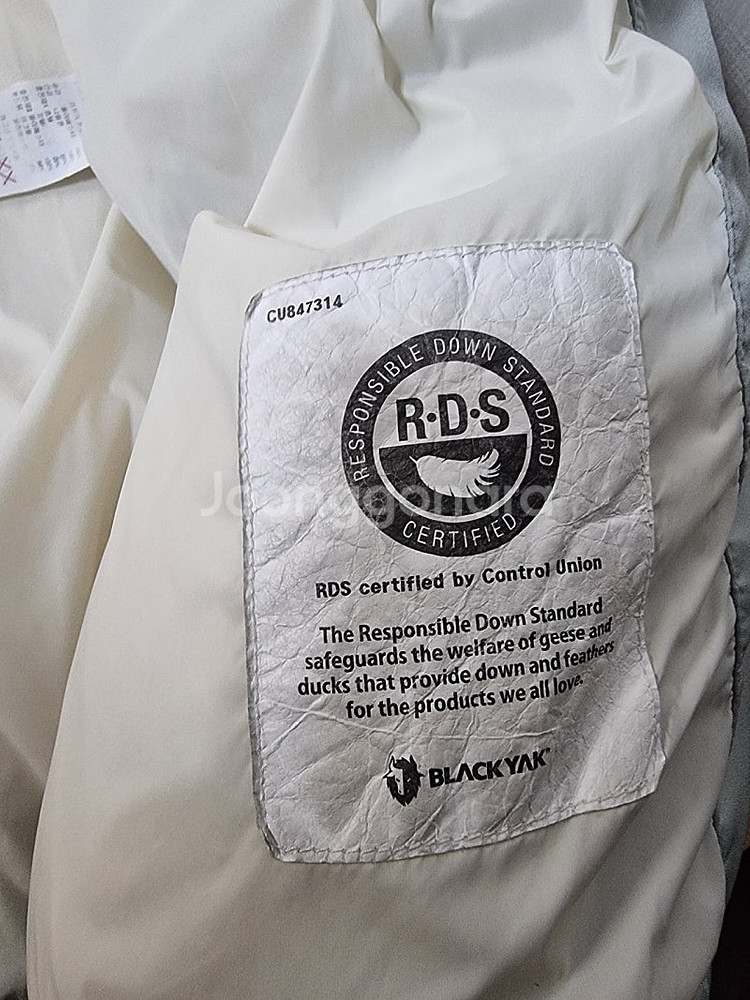 CU847314
RESPONSIBLE DOWN STANDARD
R·D·S
CERTIFIED
Joonggonara
RDS certified by Control Union
The Responsible Down Standard
safeguards the welfare of geese and
ducks that provide down and feathers
for the products we all love.
BLACKYAK